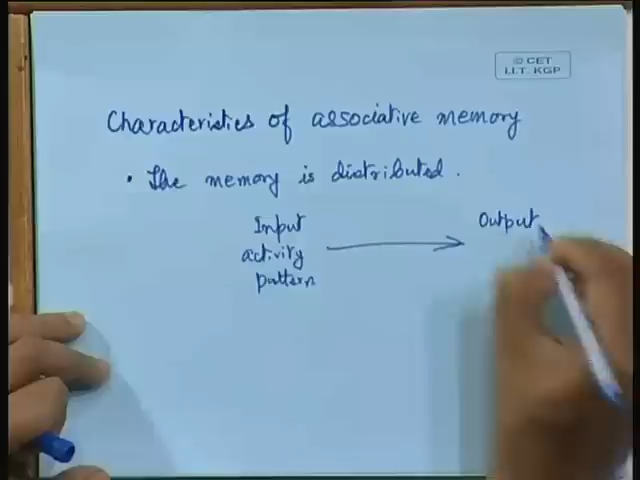 © CET
I.I.T. KGP
Characteristics of associative memory
• The memory is distributed.
Input
activity
pattern
Output